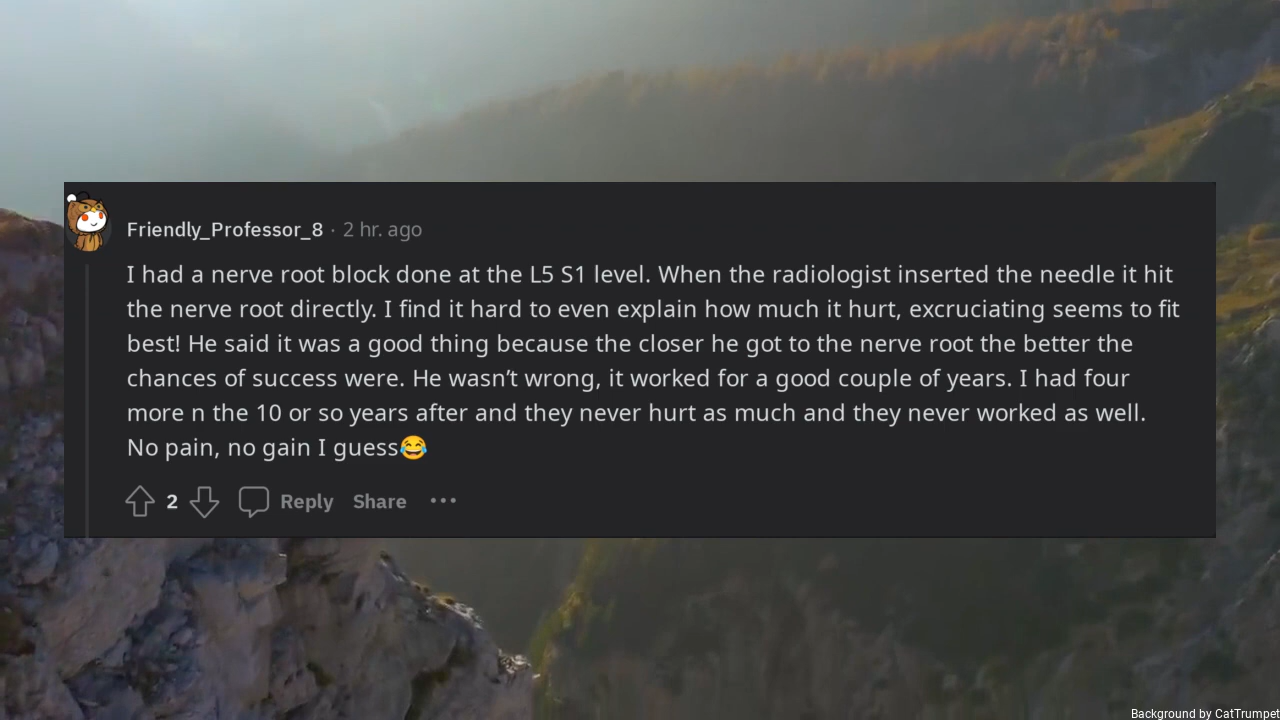 Friendly_Professor_8 · 2 hr. ago
I had a nerve root block done at the L5 S1 level. When the radiologist inserted the needle it hit
the nerve root directly. I find it hard to even explain how much it hurt, excruciating seems to fit
best! He said it was a good thing because the closer he got to the nerve root the better the
chances of success were. He wasn’t wrong, it worked for a good couple of years. I had four
more n the 10 or so years after and they never hurt as much and they never worked as well.
No pain, no gain I guess😂
2 Reply Share ···
Background by CatTrumpet